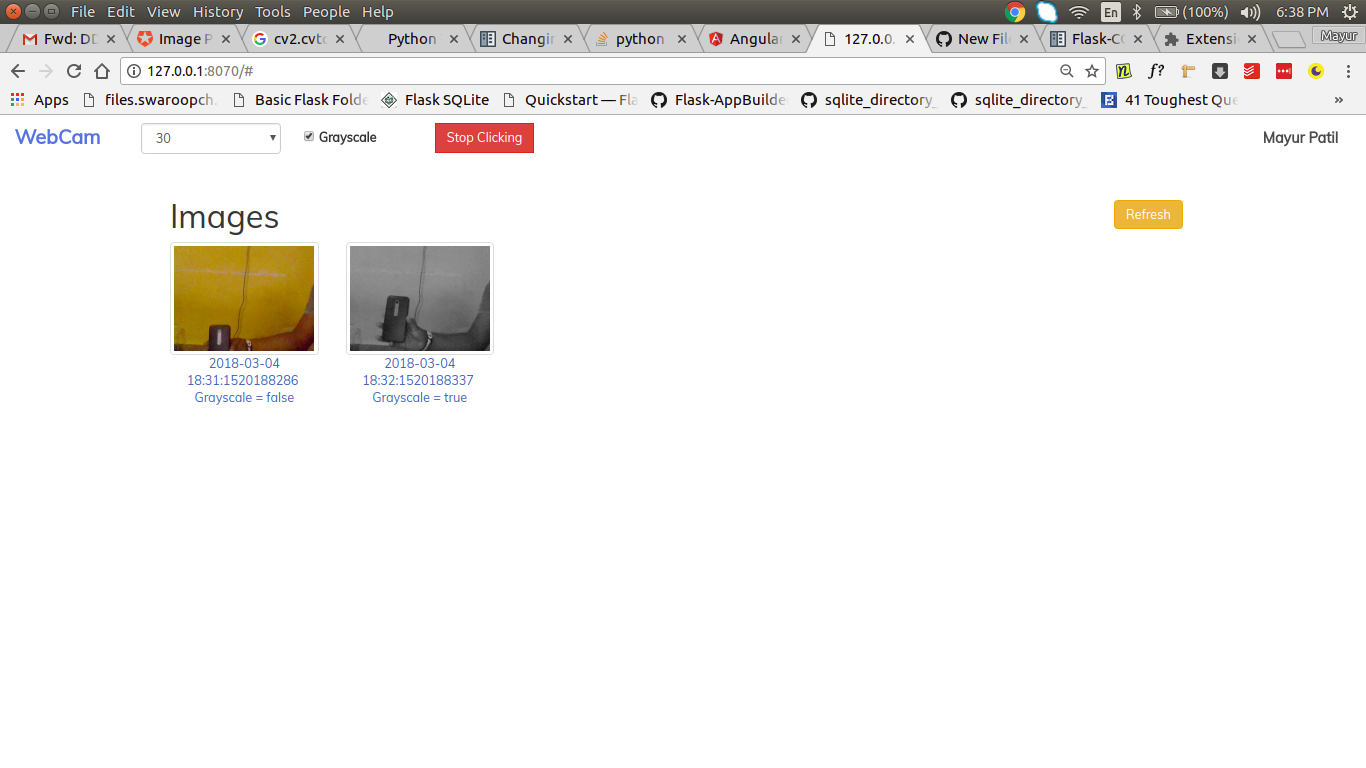 File Edit View History Tools People Help
En (100%) 6:38 PM
Fwd: DD Image P cv2.cvtc Python Changin python Angular 127.0.0. New File Flask-CO Extensio Mayur
127.0.0.1:8070/# f?
Apps files.swaroopch. Basic Flask Folde Flask SQLite Quickstart — Fla Flask-AppBuilde sqlite_directory_ sqlite_directory_ 41 Toughest Que »
WebCam 30 Grayscale Stop Clicking Mayur Patil
Images Refresh
2018-03-04
18:31:1520188286
Grayscale = false
2018-03-04
18:32:1520188337
Grayscale = true